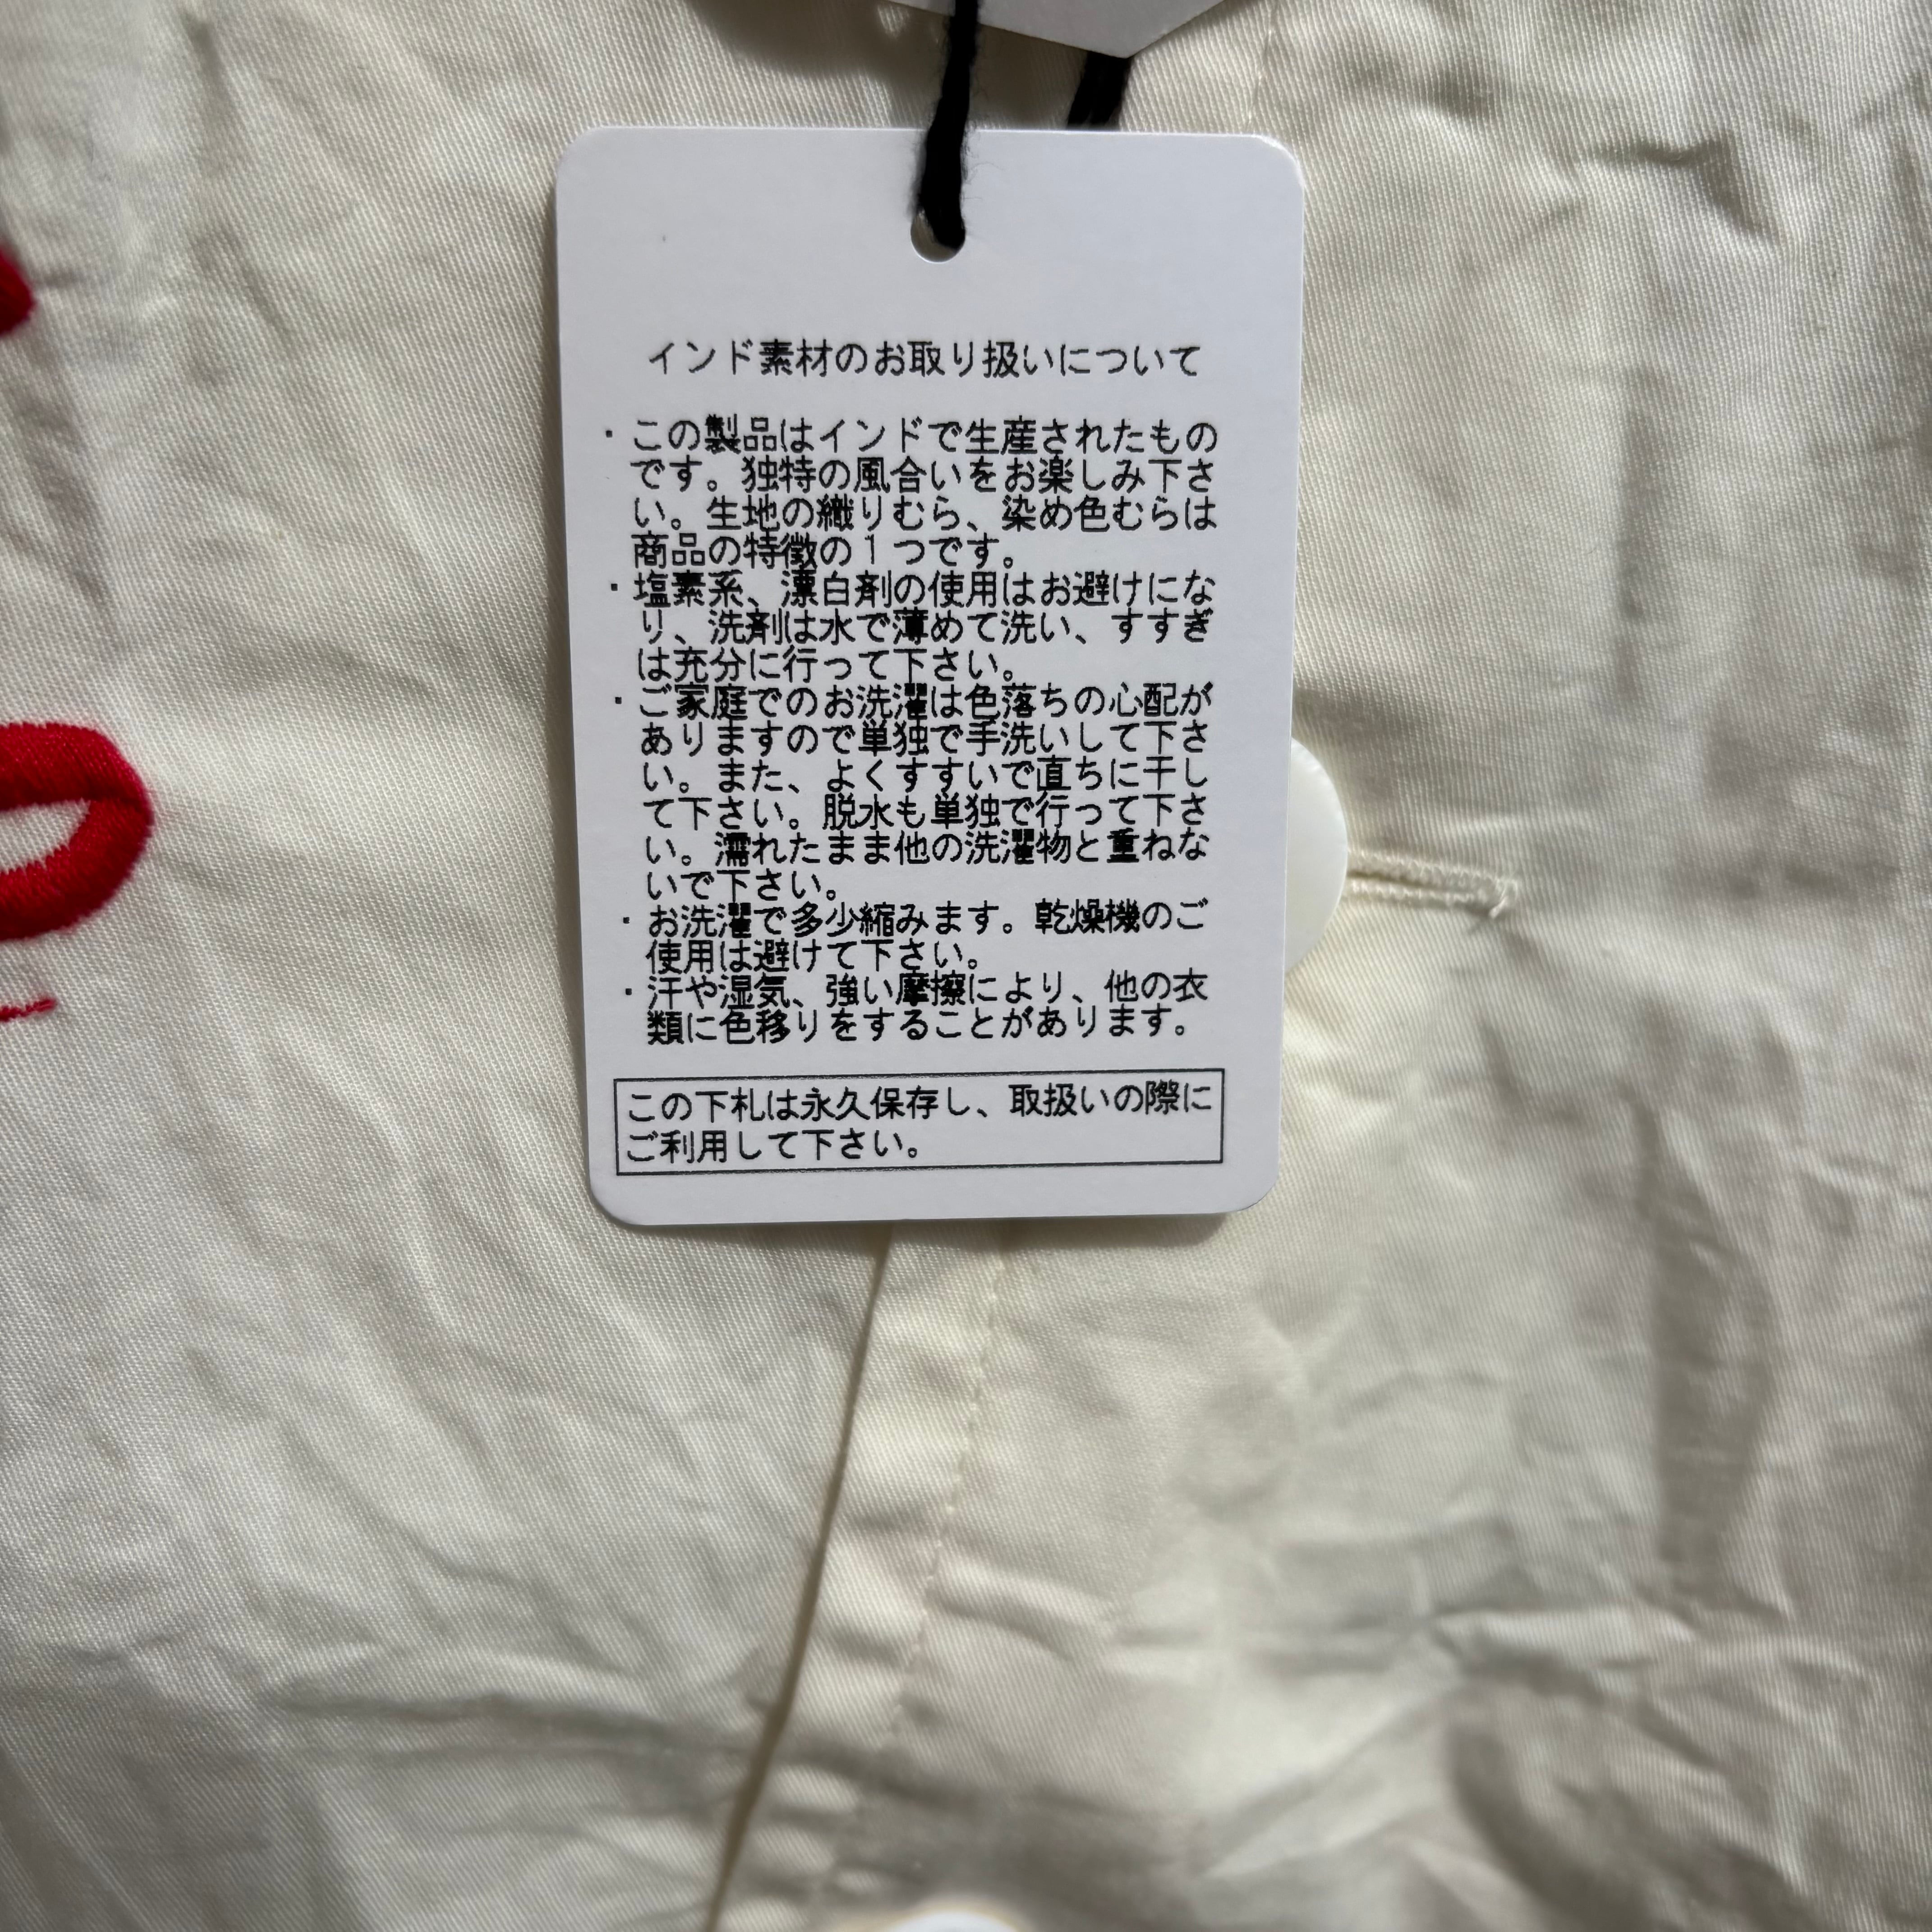 インド素材のお取り扱いについて
・この製品はインドで生産されたもの
です。独特の風合いをお楽しみ下さ
い。生地の織りむら、染め色むらは
商品の特徴の1つです。
・塩素系、漂白剤の使用はお避けにな
り、洗剤は水で薄めて洗い、すすぎ
は充分に行って下さい。
・ご家庭でのお洗濯は色落ちの心配が
ありますので単独で手洗いして下さ
い。また、よくすすいで直ちに干し
て下さい。脱水も単独で行って下さ
い。濡れたまま他の洗濯物と重ねな
いで下さい。
・お洗濯で多少縮みます。乾燥機のご
使用は避けて下さい。
・汗や湿気、強い摩擦により、他の衣
類に色移りをすることがあります。
この下札は永久保存し、取扱いの際に
ご利用して下さい。